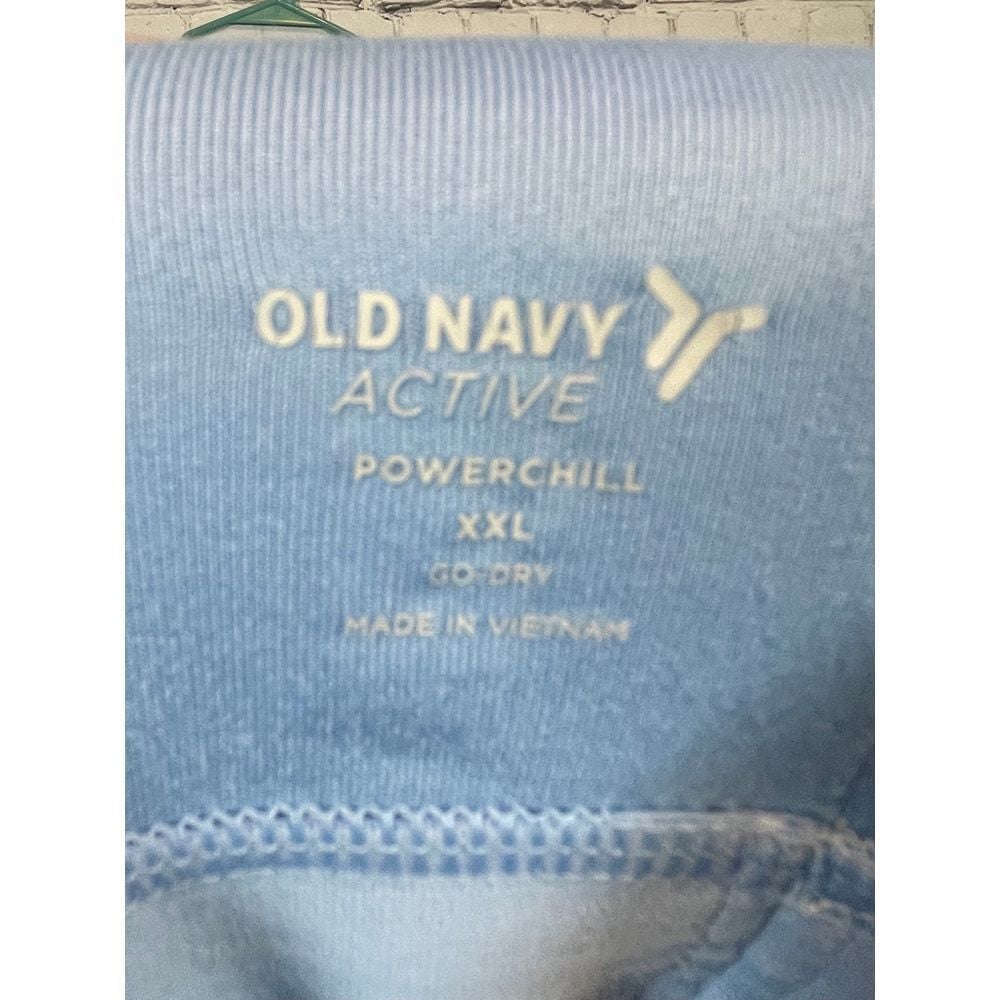 OLD NAVY
ACTIVE
POWERCHILL
XXL
GO-DRY
MADE IN VIETNAM